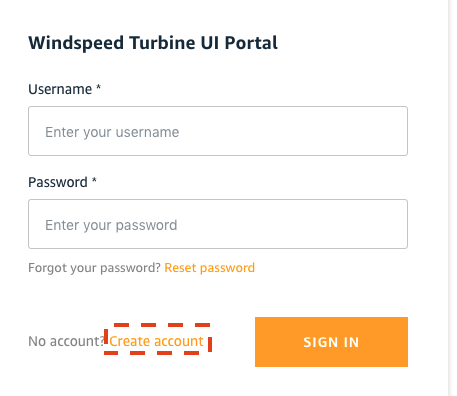 Windspeed Turbine UI Portal
Username *
Enter your username
Password *
Enter your password
Forgot your password? Reset password
No account? Create account
SIGN IN